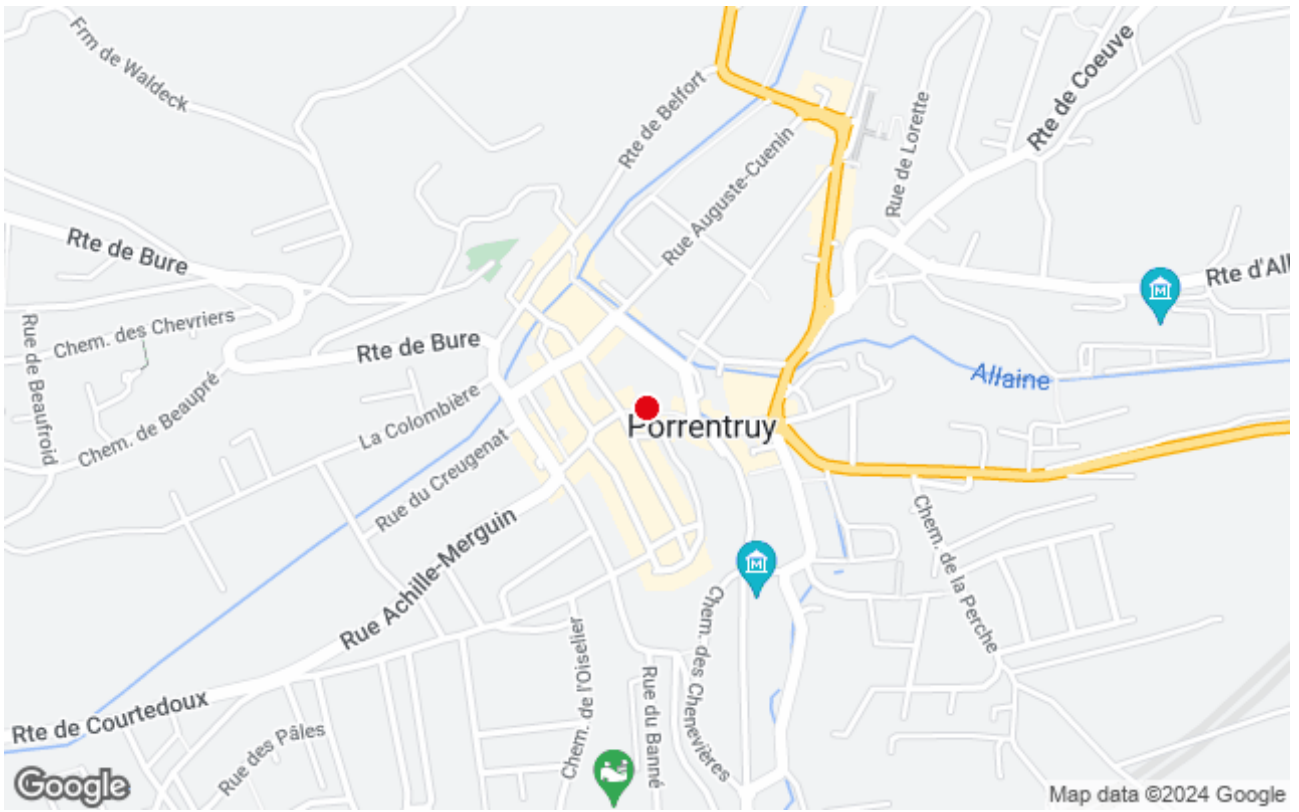 Frm de Waldeck
Rte de Belfort
Rue Auguste-Cuenin
Rue de Lorette
Rte de Coeuve
Rte de Bure
Rte d'All
M
Chem. des Chevriers
Rue de Beaufroid
Rte de Bure
Allaine
Chem. de Beaupré
La Colombière
Porrentruy
Rue du Creugenat
Rue Achille-Merguin
M
Chem. de la Perche
Chem. des Chenevières
Chem. de l'Oiselier
Rue du Banné
Rte de Courtedoux
Rue des Pâles
Google
Map data ©2024 Google